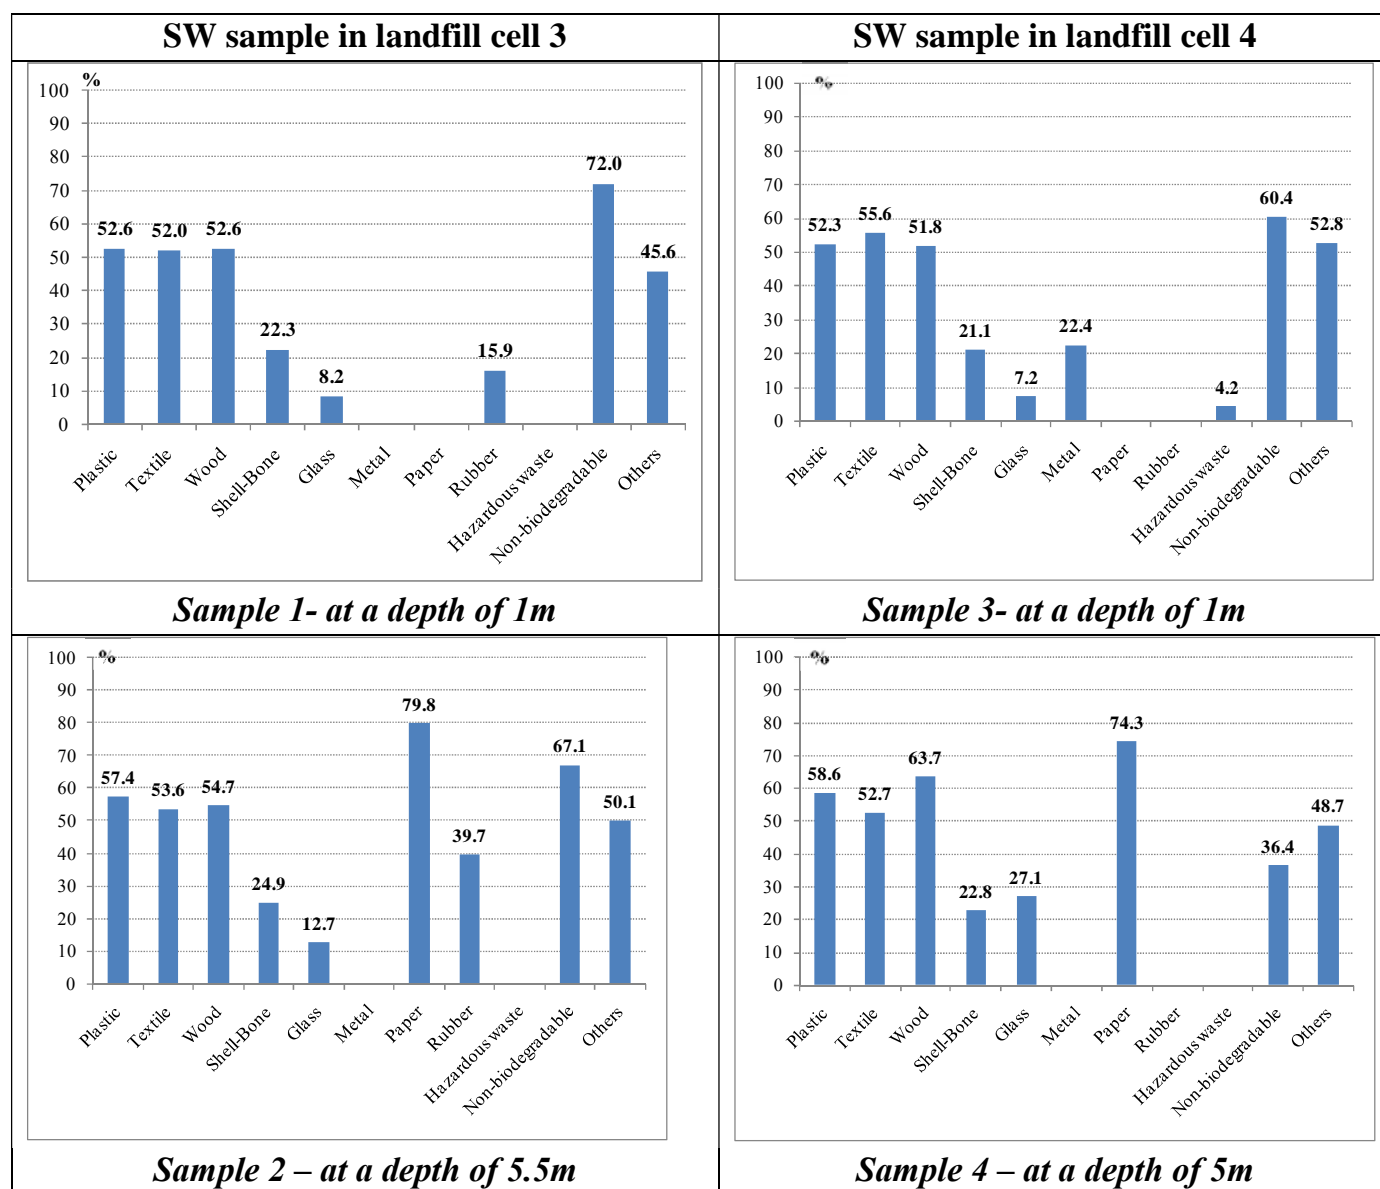 SW sample in landfill cell 3
SW sample in landfill cell 4
%
100
90
80
70
60
50
40
30
20
10
0
52.6
52.0
52.6
22.3
8.2
15.9
72.0
45.6
Plastic
Textile
Wood
Shell-Bone
Glass
Metal
Paper
Rubber
Hazardous waste
Non-biodegradable
Others
Sample 1- at a depth of 1m
%
100
90
80
70
60
50
40
30
20
10
0
52.3
55.6
51.8
21.1
7.2
22.4
4.2
60.4
52.8
Plastic
Textile
Wood
Shell-Bone
Glass
Metal
Paper
Rubber
Hazardous waste
Non-biodegradable
Others
Sample 3- at a depth of 1m
%
100
90
80
70
60
50
40
30
20
10
0
57.4
53.6
54.7
24.9
12.7
79.8
39.7
67.1
50.1
Plastic
Textile
Wood
Shell-Bone
Glass
Metal
Paper
Rubber
Hazardous waste
Non-biodegradable
Others
Sample 2 – at a depth of 5.5m
%
100
90
80
70
60
50
40
30
20
10
0
58.6
52.7
63.7
22.8
27.1
74.3
36.4
48.7
Plastic
Textile
Wood
Shell-Bone
Glass
Metal
Paper
Rubber
Hazardous waste
Non-biodegradable
Others
Sample 4 – at a depth of 5m